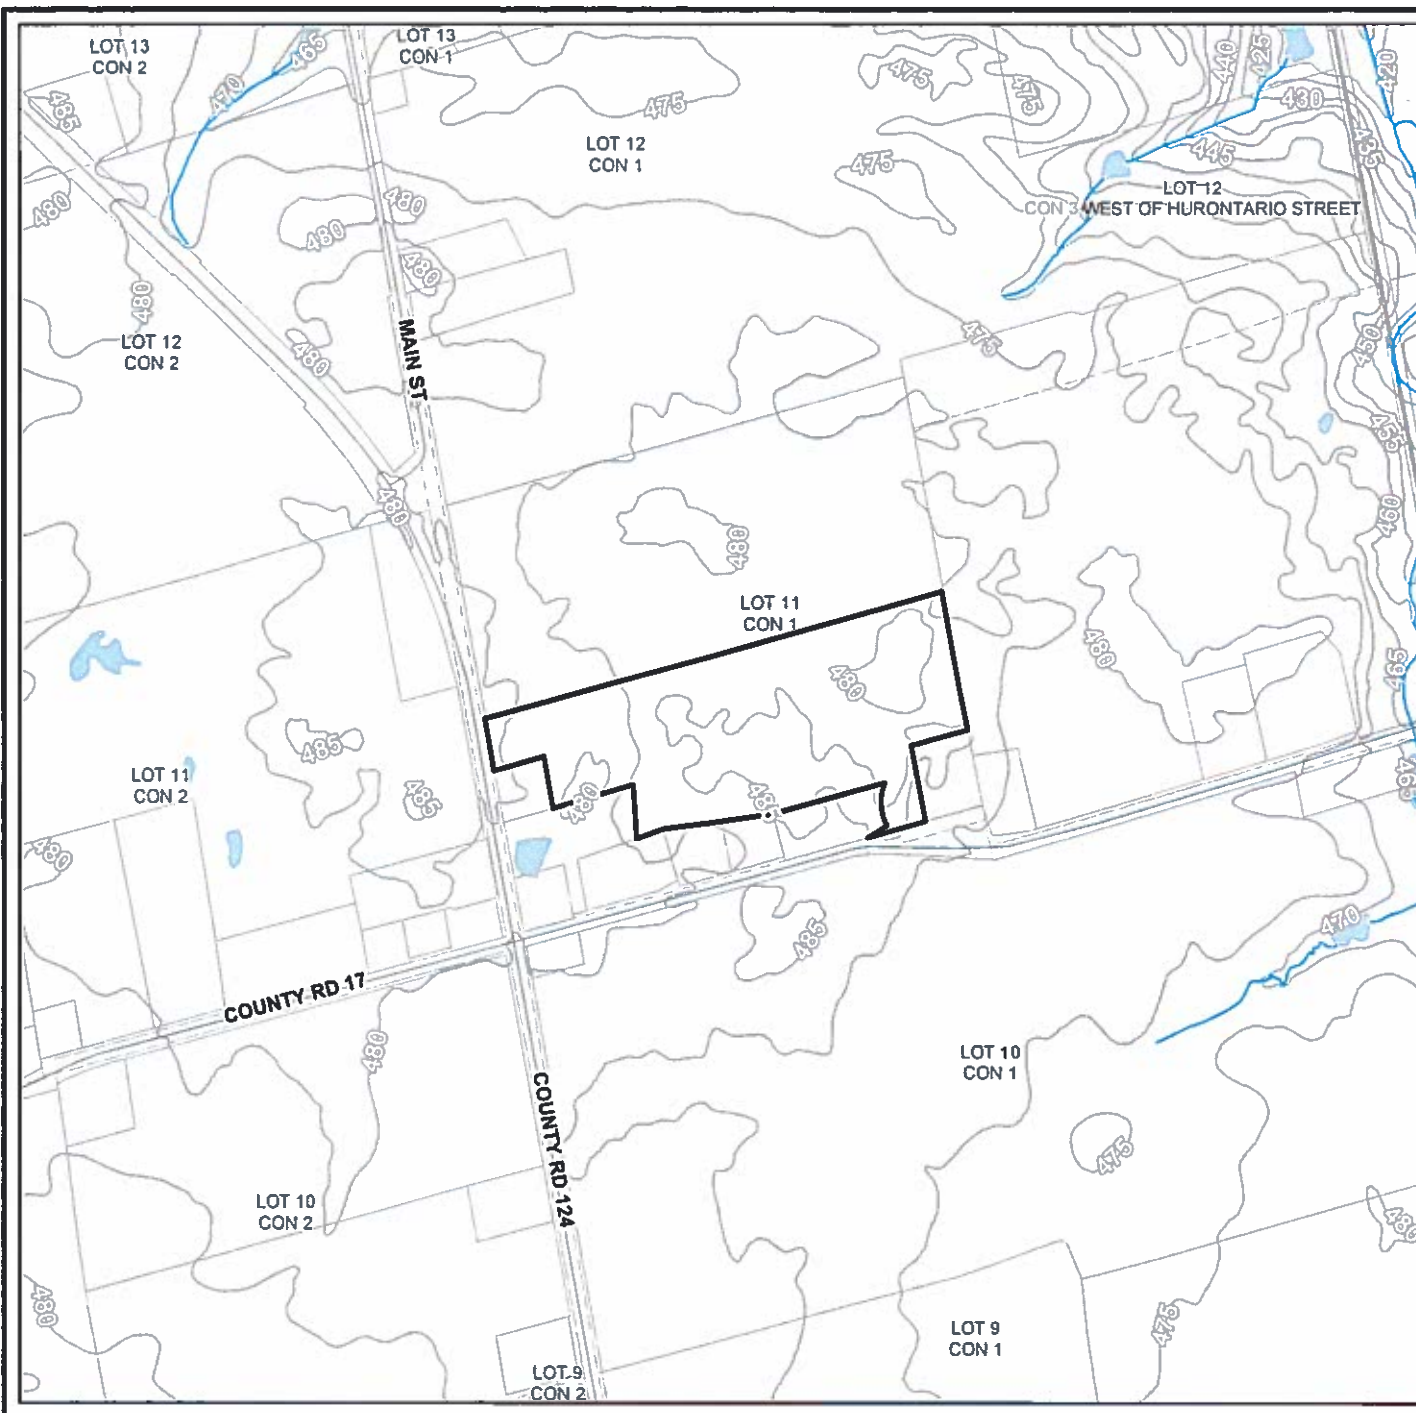 LOT 13
CON 2
LOT 13
CON 1
465
470
485
475
475
475
440
425
420
430
435
445
LOT 12
CON 1
475
LOT 12
CON 3 WEST OF HURONTARIO STREET
480
480
480
480
480
LOT 12
CON 2
480
MAIN ST
475
450
455
480
480
460
LOT 11
CON 1
480
480
465
485
485
LOT 11
CON 2
480
480
485
485
470
COUNTY RD 17
480
LOT 10
CON 1
COUNTY RD 124
475
LOT 10
CON 2
480
475
LOT 9
CON 1
LOT 9
CON 2